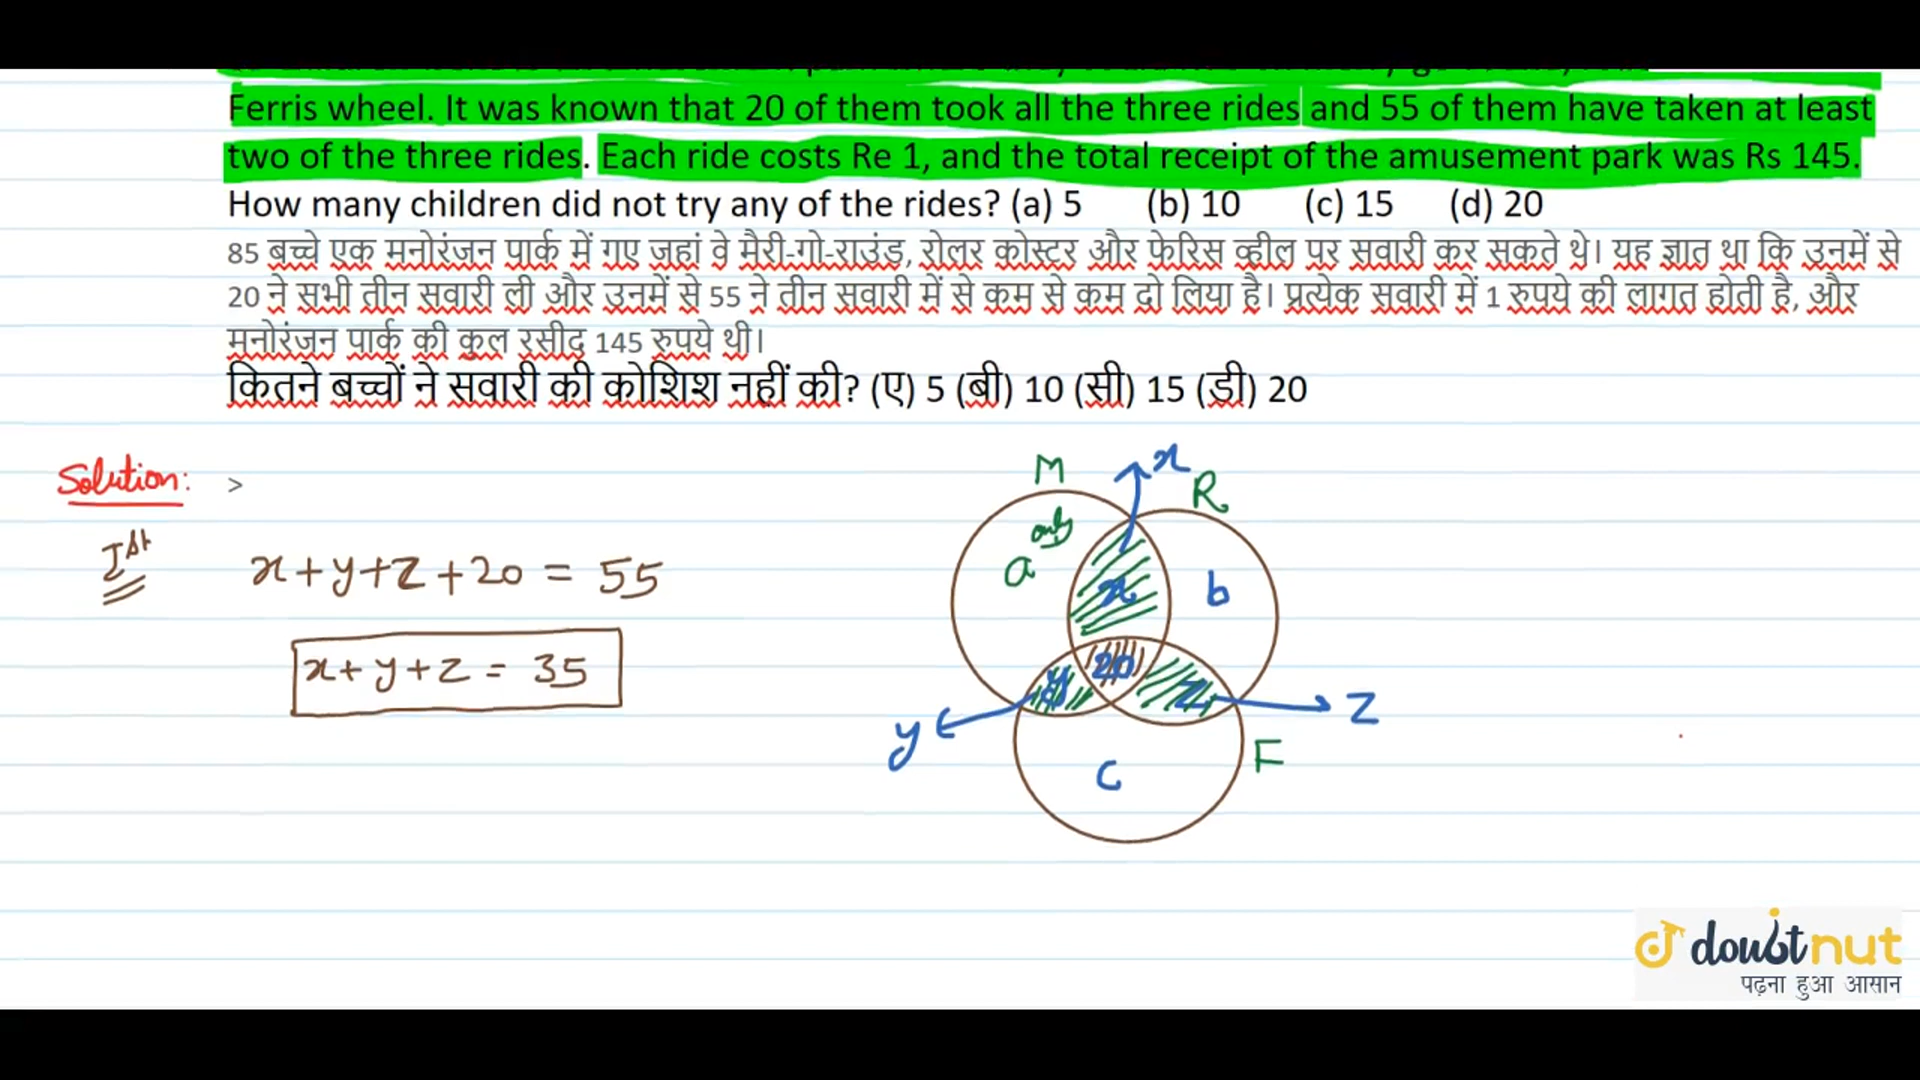 Ferris wheel. It was known that 20 of them took all the three rides and 55 of them have taken at least
two of the three rides. Each ride costs Re 1, and the total receipt of the amusement park was Rs 145.
How many children did not try any of the rides? (a) 5 (b) 10 (c) 15 (d) 20
85 बच्चे एक मनोरंजन पार्क में गए जहां वे मैरी-गो-राउंड, रोलर कोस्टर और फेरिस व्हील पर सवारी कर सकते थे। यह ज्ञात था कि उनमें से
20 ने सभी तीन सवारी ली और उनमें से 55 ने तीन सवारी में से कम से कम दो लिया है। प्रत्येक सवारी में 1 रुपये की लागत होती है, और
मनोरंजन पार्क की कुल रसीद 145 रुपये थी।
कितने बच्चों ने सवारी की कोशिश नहीं की? (ए) 5 (बी) 10 (सी) 15 (डी) 20
Solution: >
Ist x+y+z+20 = 55
x+y+z = 35
M
x
R
only
a
x
b
20
y
z
z
y
F
c
doubtnut
पढ़ना हुआ आसान